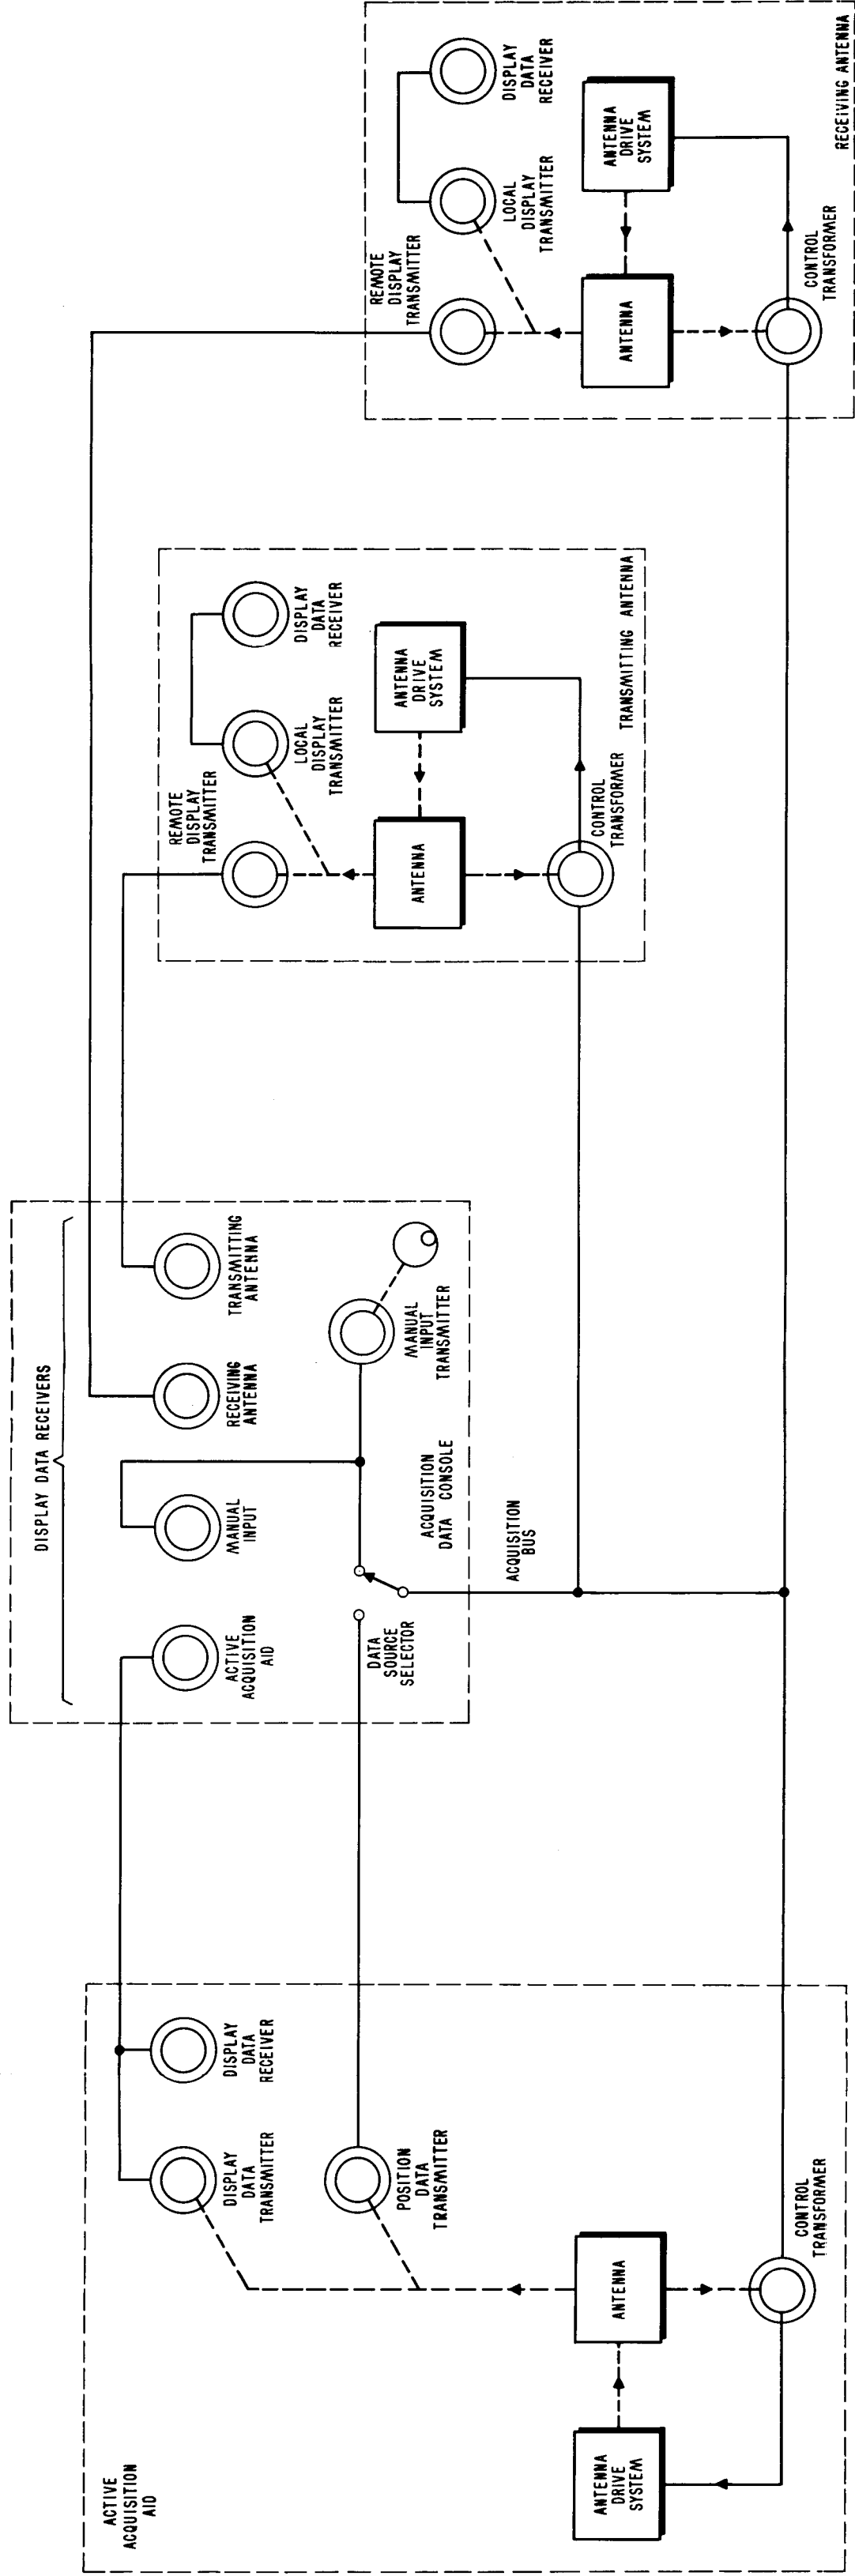 ACTIVE
ACQUISITION
AID
ANTENNA
DRIVE
SYSTEM
ANTENNA
CONTROL
TRANSFORMER
DISPLAY
DATA
TRANSMITTER
DISPLAY
DATA
RECEIVER
POSITION
DATA
TRANSMITTER
DISPLAY DATA RECEIVERS
ACTIVE
ACQUISITION
AID
MANUAL
INPUT
RECEIVING
ANTENNA
TRANSMITTING
ANTENNA
DATA
SOURCE
SELECTOR
MANUAL
INPUT
TRANSMITTER
ACQUISITION
DATA CONSOLE
ACQUISITION
BUS
REMOTE
DISPLAY
TRANSMITTER
LOCAL
DISPLAY
TRANSMITTER
DISPLAY
DATA
RECEIVER
ANTENNA
ANTENNA
DRIVE
SYSTEM
CONTROL
TRANSFORMER
TRANSMITTING ANTENNA
REMOTE
DISPLAY
TRANSMITTER
LOCAL
DISPLAY
TRANSMITTER
DISPLAY
DATA
RECEIVER
ANTENNA
ANTENNA
DRIVE
SYSTEM
CONTROL
TRANSFORMER
RECEIVING ANTENNA